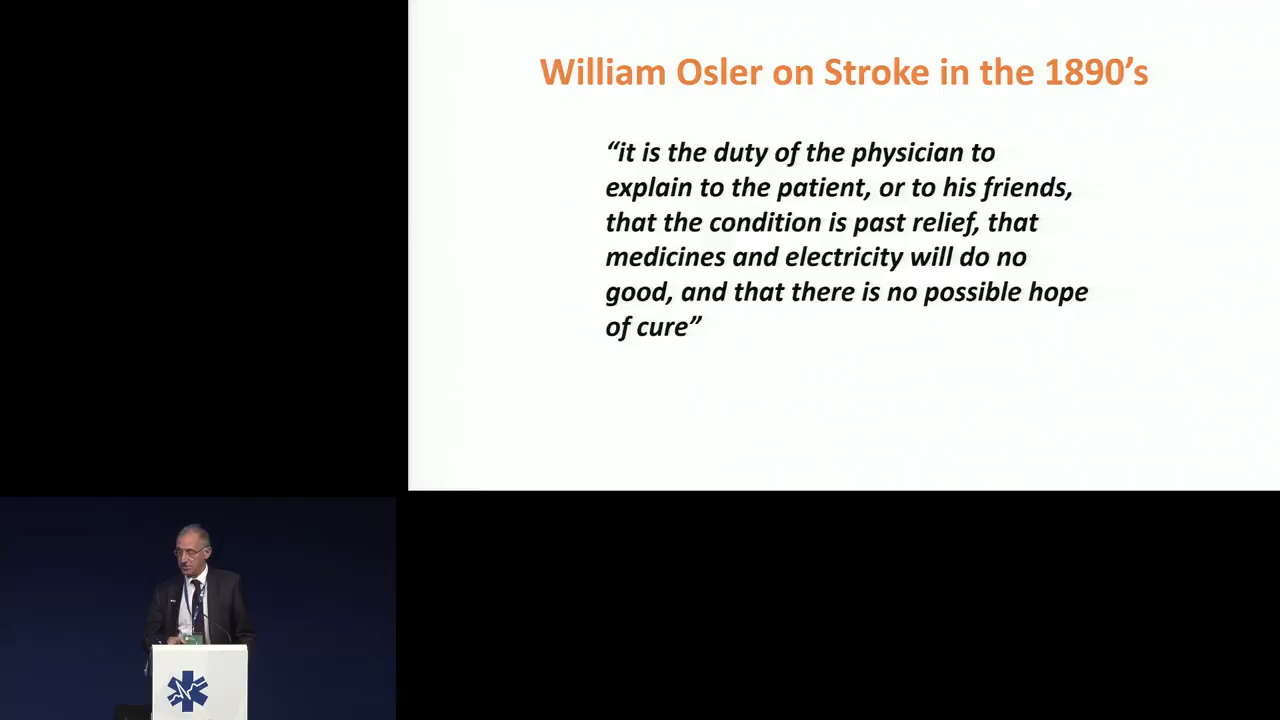 William Osler on Stroke in the 1890’s
“it is the duty of the physician to
explain to the patient, or to his friends,
that the condition is past relief, that
medicines and electricity will do no
good, and that there is no possible hope
of cure”